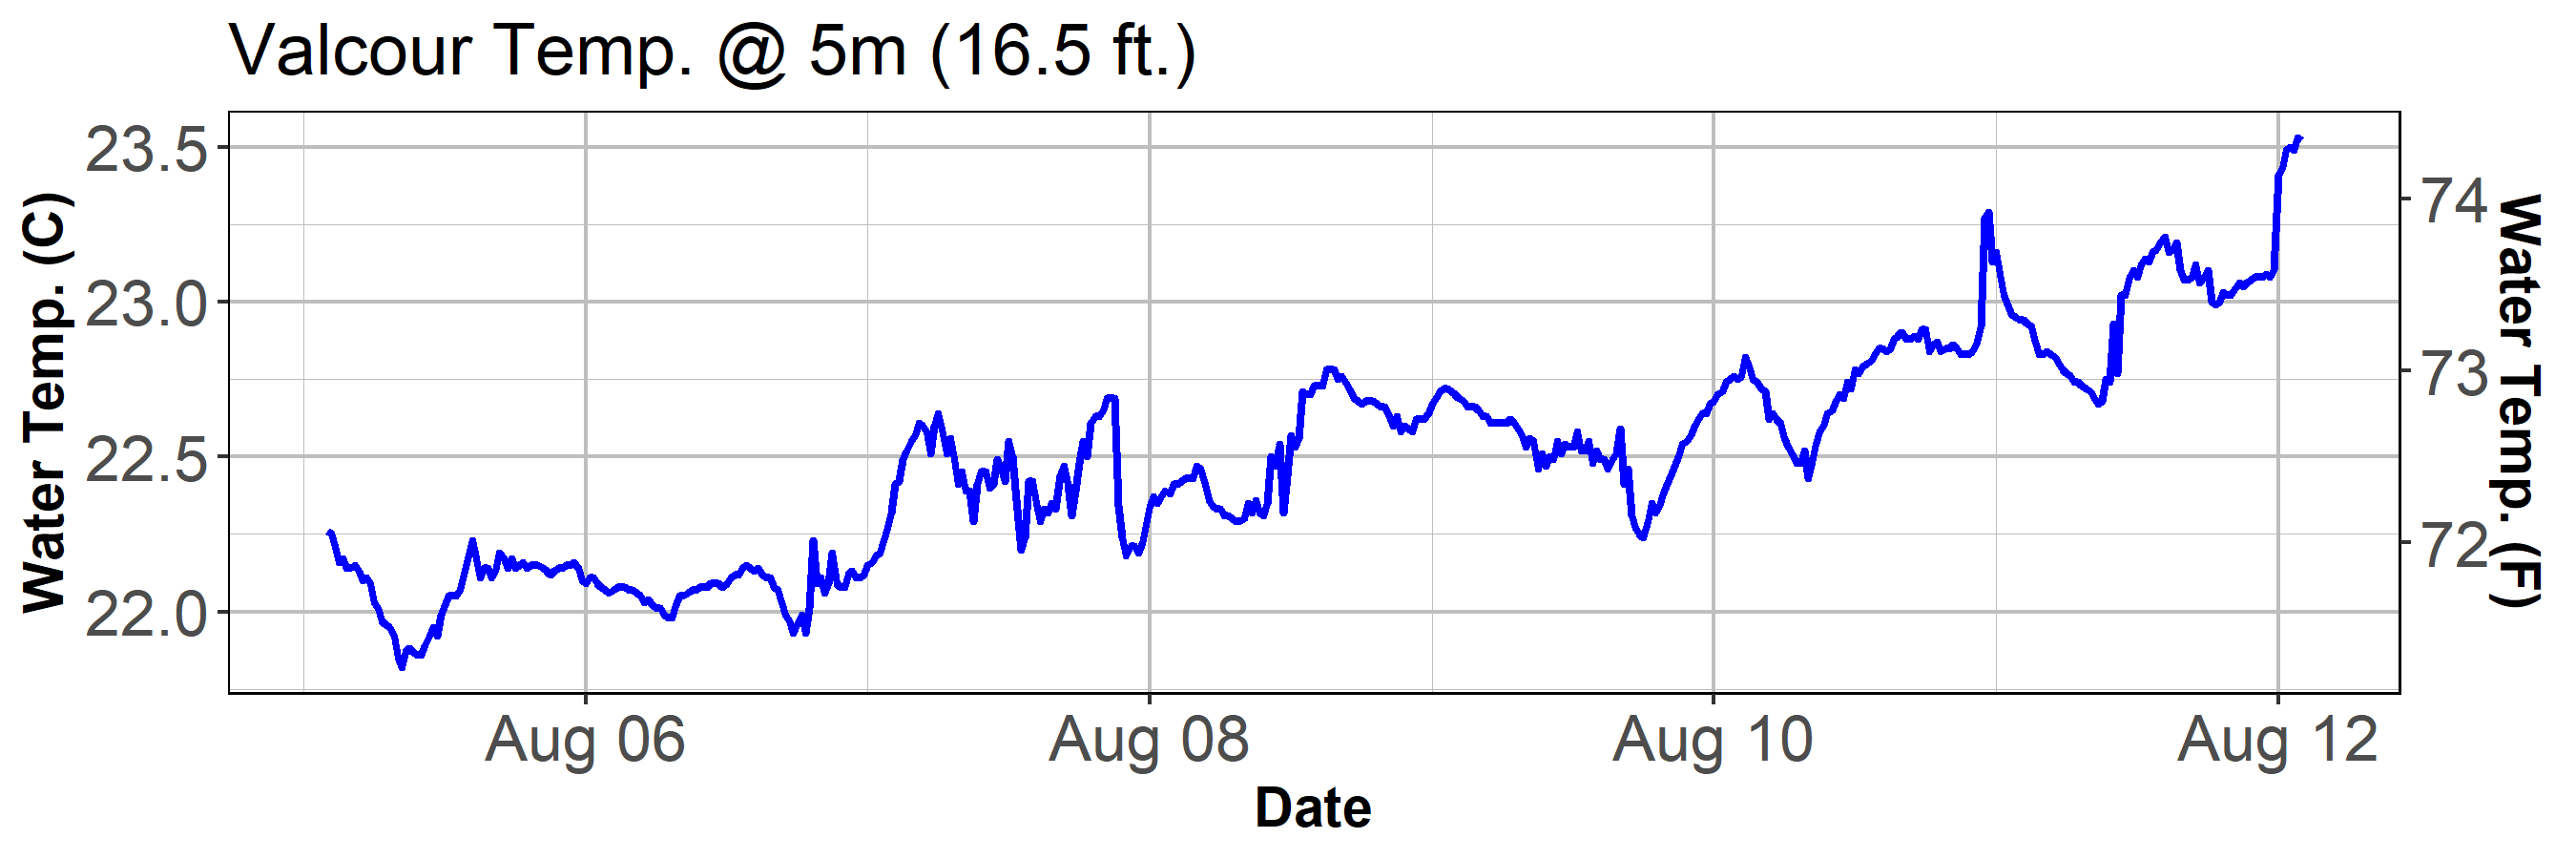 Valcour Temp. @ 5m (16.5 ft.)
Water Temp. (C)
23.5
23.0
22.5
22.0
74
73
72
Water Temp. (F)
Aug 06
Aug 08
Aug 10
Aug 12
Date